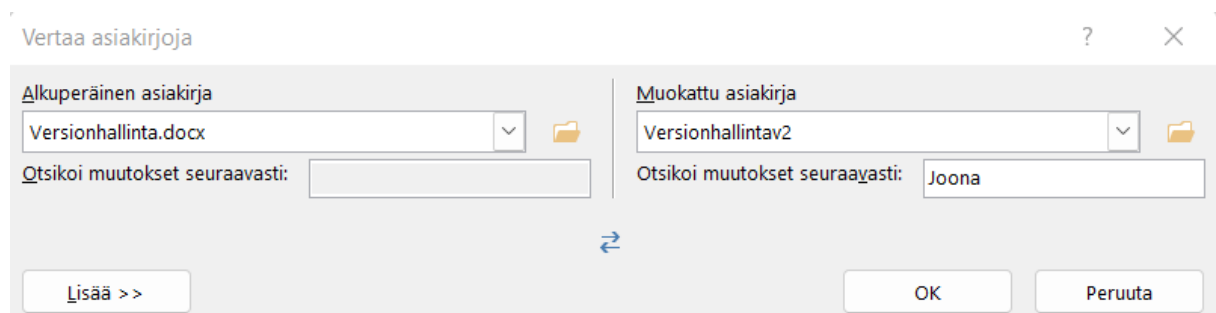 Vertaa asiakirjoja ?
Alkuperäinen asiakirja
Versionhallinta.docx
Otsikoi muutokset seuraavasti:
Muokattu asiakirja
Versionhallintav2
Otsikoi muutokset seuraavasti: Joona
Lisää >> OK Peruuta